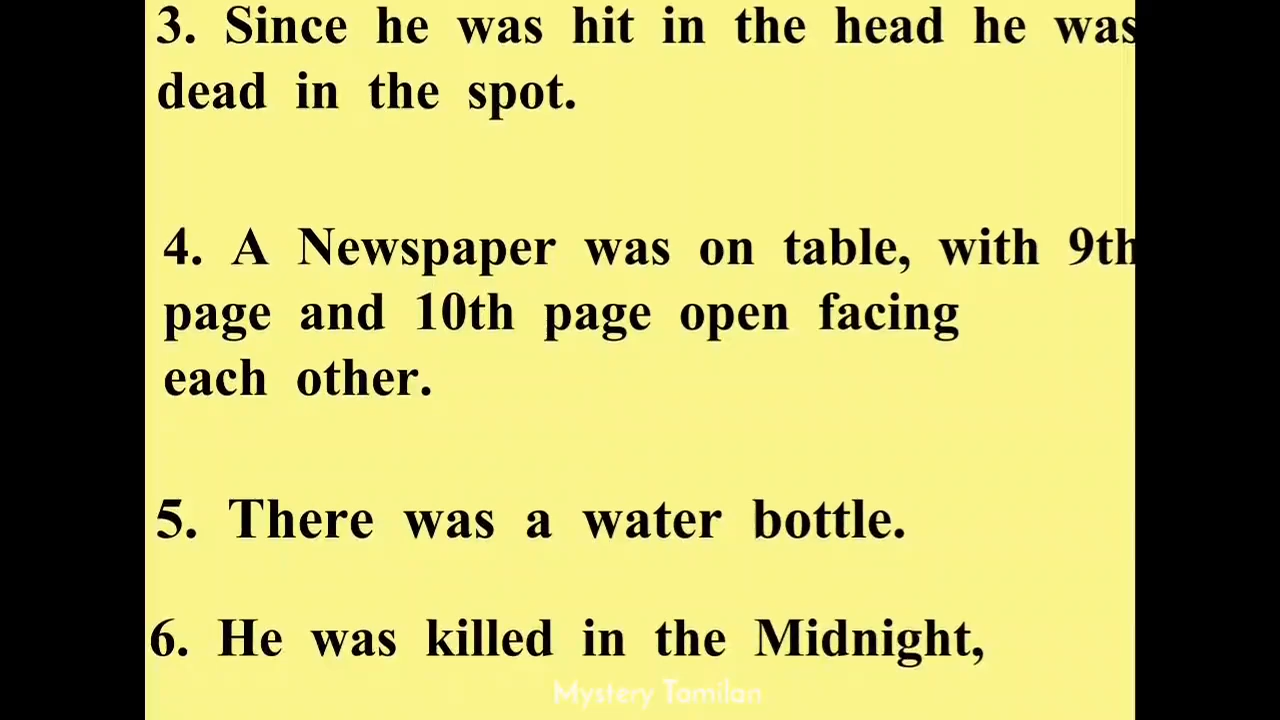 3. Since he was hit in the head he was
dead in the spot.
4. A Newspaper was on table, with 9th
page and 10th page open facing
each other.
5. There was a water bottle.
6. He was killed in the Midnight,
Mystery Tamilan